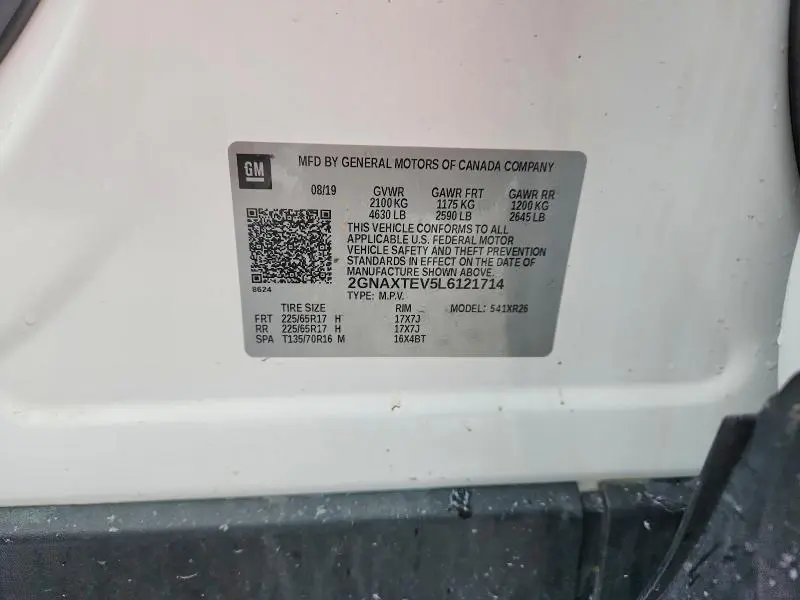 GM
MFD BY GENERAL MOTORS OF CANADA COMPANY
08/19 GVWR GAWR FRT GAWR RR
2100 KG 1175 KG 1200 KG
4630 LB 2590 LB 2645 LB
THIS VEHICLE CONFORMS TO ALL
APPLICABLE U.S. FEDERAL MOTOR
VEHICLE SAFETY AND THEFT PREVENTION
STANDARDS IN EFFECT ON THE DATE OF
MANUFACTURE SHOWN ABOVE.
2GNAXTEV5L6121714
8624
TYPE: M.P.V.
TIRE SIZE RIM MODEL: 541XR26
FRT 225/65R17 H 17X7J
RR 225/65R17 H 17X7J
SPA T135/70R16 M 16X4BT